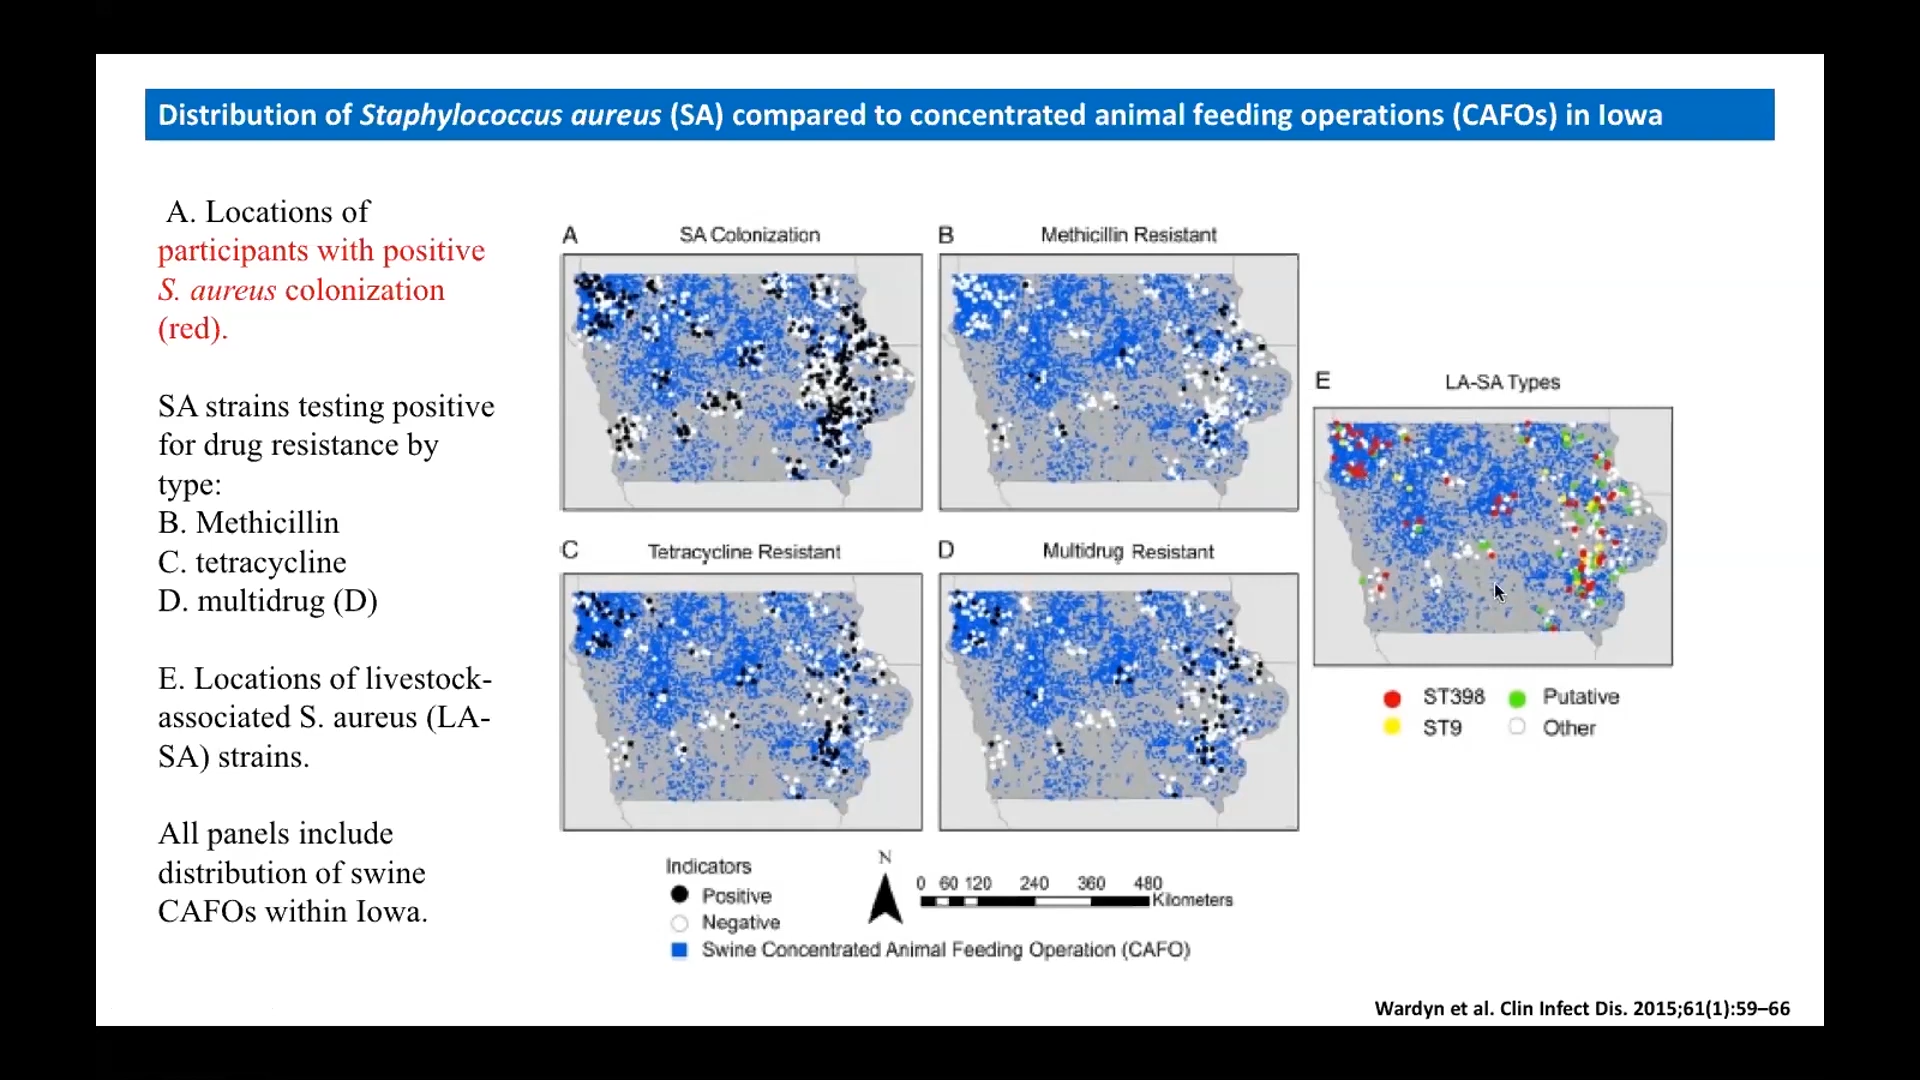 Distribution of Staphylococcus aureus (SA) compared to concentrated animal feeding operations (CAFOs) in Iowa
A. Locations of
participants with positive
S. aureus colonization
(red).
SA strains testing positive
for drug resistance by
type:
B. Methicillin
C. tetracycline
D. multidrug (D)
E. Locations of livestock-
associated S. aureus (LA-
SA) strains.
All panels include
distribution of swine
CAFOs within Iowa.
A SA Colonization
B Methicillin Resistant
C Tetracycline Resistant
D Multidrug Resistant
E LA-SA Types
ST398 Putative
ST9 Other
Indicators
Positive
Negative
Swine Concentrated Animal Feeding Operation (CAFO)
N
0 60 120 240 360 480
Kilometers
Wardyn et al. Clin Infect Dis. 2015;61(1):59–66